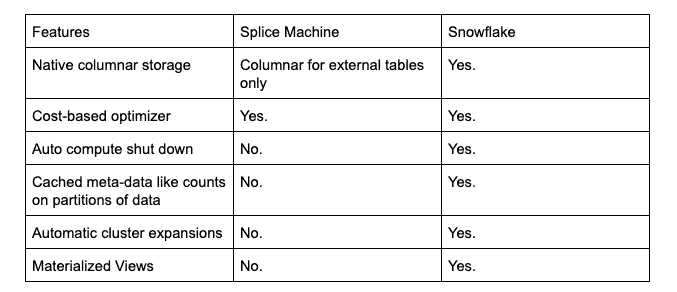 Features Splice Machine Snowflake
Native columnar storage Columnar for external tables Yes.
only
Cost-based optimizer Yes. Yes.
Auto compute shut down No. Yes.
Cached meta-data like counts No. Yes.
on partitions of data
Automatic cluster expansions No. Yes.
Materialized Views No. Yes.